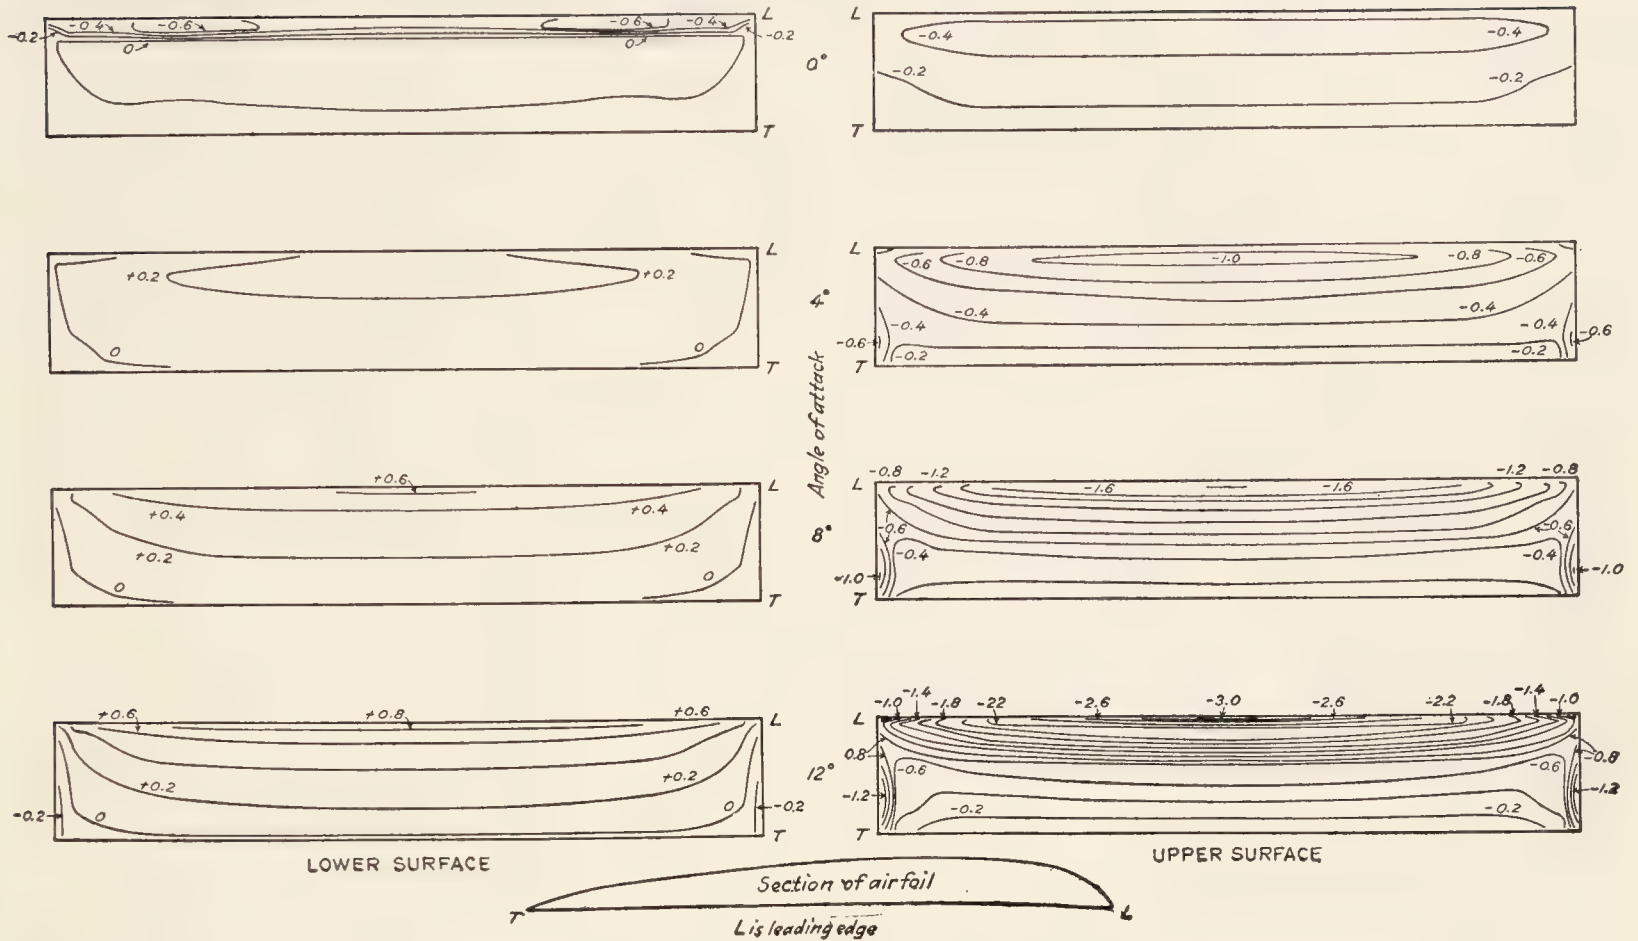 -0.4 -0.6 -0.6 -0.4 L
-0.2 0 0 -0.2
T
0°
L
-0.4 -0.4
-0.2 -0.2
T
L
+0.2 +0.2
0 0
T
4°
L
-0.6 -0.8 -1.0 -0.8 -0.6
-0.4 -0.4
-0.4 -0.4
-0.6 -0.6
-0.2 -0.2
T
Angle of attack
+0.6
L
+0.4 +0.4
+0.2 +0.2
0 0
T
8°
-0.8 -1.2 -1.2 -0.8
L
-1.6 -1.6
-0.6 -0.6
-0.4 -0.4
-1.0 -1.0
T
+0.6 +0.8 +0.6
L
+0.2 +0.2
-0.2 0 0 -0.2
T
12°
-1.0 -1.4 -1.8 -22 -2.6 -3.0 -2.6 -2.2 -1.8 -1.4 -1.0
L
0.8 -0.8
-0.6 -0.6
-1.2 -1.2
-0.2 -0.2
T
LOWER SURFACE
UPPER SURFACE
Section of airfoil
T L
L is leading edge